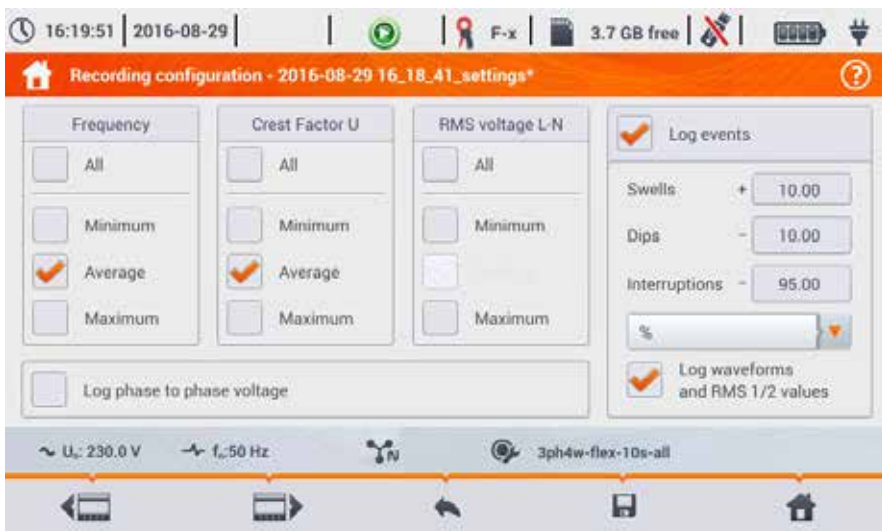 16:19:51 2016-08-29 F-x 3.7 GB free
Recording configuration - 2016-08-29 16_18_41_settings* ?
Frequency
All
Minimum
Average
Maximum
Crest Factor U
All
Minimum
Average
Maximum
RMS voltage L-N
All
Minimum
Maximum
Log phase to phase voltage
Log events
Swells + 10.00
Dips - 10.00
Interruptions - 95.00
%
Log waveforms
and RMS 1/2 values
Uₙ: 230.0 V fₙ:50 Hz N 3ph4w-flex-10s-all